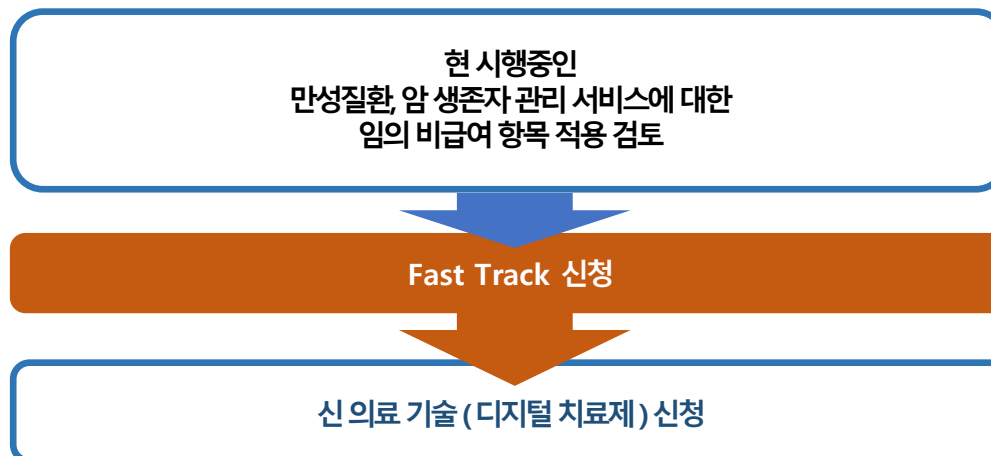 현 시행중인
만성질환, 암 생존자 관리 서비스에 대한
임의 비급여 항목 적용 검토
Fast Track 신청
신 의료 기술 ( 디지털 치료제 ) 신청